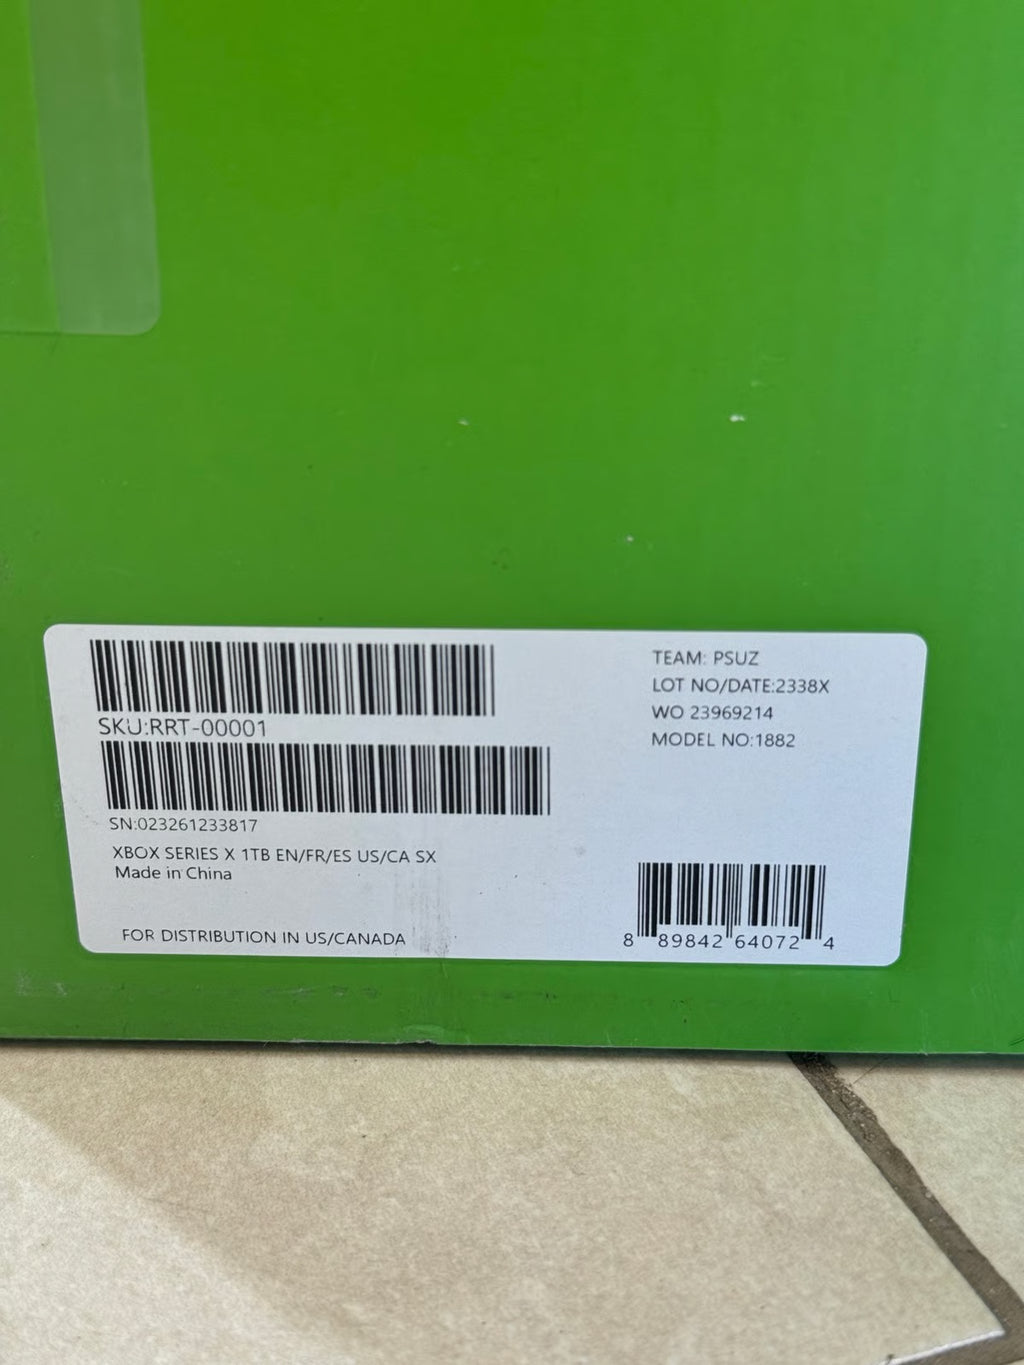 SKU:RRT-00001
SN:023261233817
XBOX SERIES X 1TB EN/FR/ES US/CA SX
Made in China
FOR DISTRIBUTION IN US/CANADA
TEAM: PSUZ
LOT NO/DATE:2338X
WO 23969214
MODEL NO:1882
8 89842 64072 4